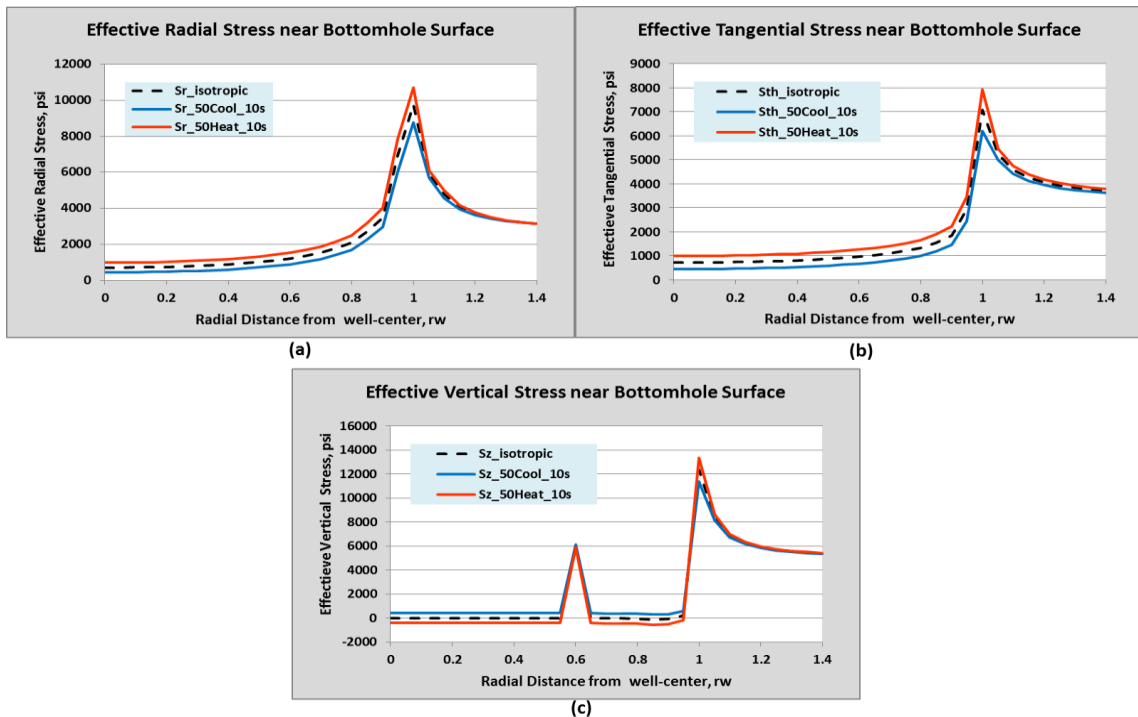 Effective Radial Stress near Bottomhole Surface
Effective Radial Stress, psi
12000
10000
8000
6000
4000
2000
0
Sr_isotropic
Sr_50Cool_10s
Sr_50Heat_10s
0 0.2 0.4 0.6 0.8 1 1.2 1.4
Radial Distance from well-center, rw
(a)
Effective Tangential Stress near Bottomhole Surface
Effectieve Tangential Stress, psi
9000
8000
7000
6000
5000
4000
3000
2000
1000
0
Sth_isotropic
Sth_50Cool_10s
Sth_50Heat_10s
0 0.2 0.4 0.6 0.8 1 1.2 1.4
Radial Distance from well-center, rw
(b)
Effective Vertical Stress near Bottomhole Surface
Effectieve Vertical Stress, psi
16000
14000
12000
10000
8000
6000
4000
2000
0
-2000
Sz_isotropic
Sz_50Cool_10s
Sz_50Heat_10s
0 0.2 0.4 0.6 0.8 1 1.2 1.4
Radial Distance from well-center, rw
(c)